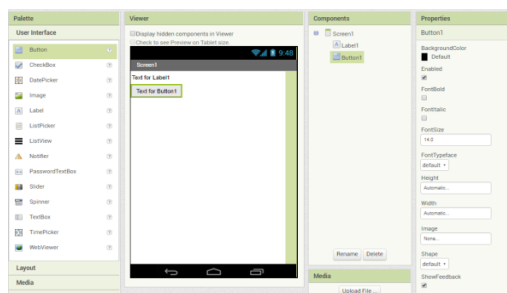 Palette
User Interface
Button
CheckBox
DatePicker
Image
Label
ListPicker
ListView
Notifier
PasswordTextBox
Slider
Spinner
TextBox
TimePicker
WebViewer
Layout
Media
Viewer
Display hidden components in Viewer
Check to see Preview on Tablet size.
9:48
Screen1
Text for Label1
Text for Button1
Components
Screen1
Label1
Button1
Rename Delete
Media
Upload File ...
Properties
Button1
BackgroundColor
Default
Enabled
FontBold
FontItalic
FontSize
14.0
FontTypeface
default
Height
Automatic...
Width
Automatic...
Image
None...
Shape
default
ShowFeedback